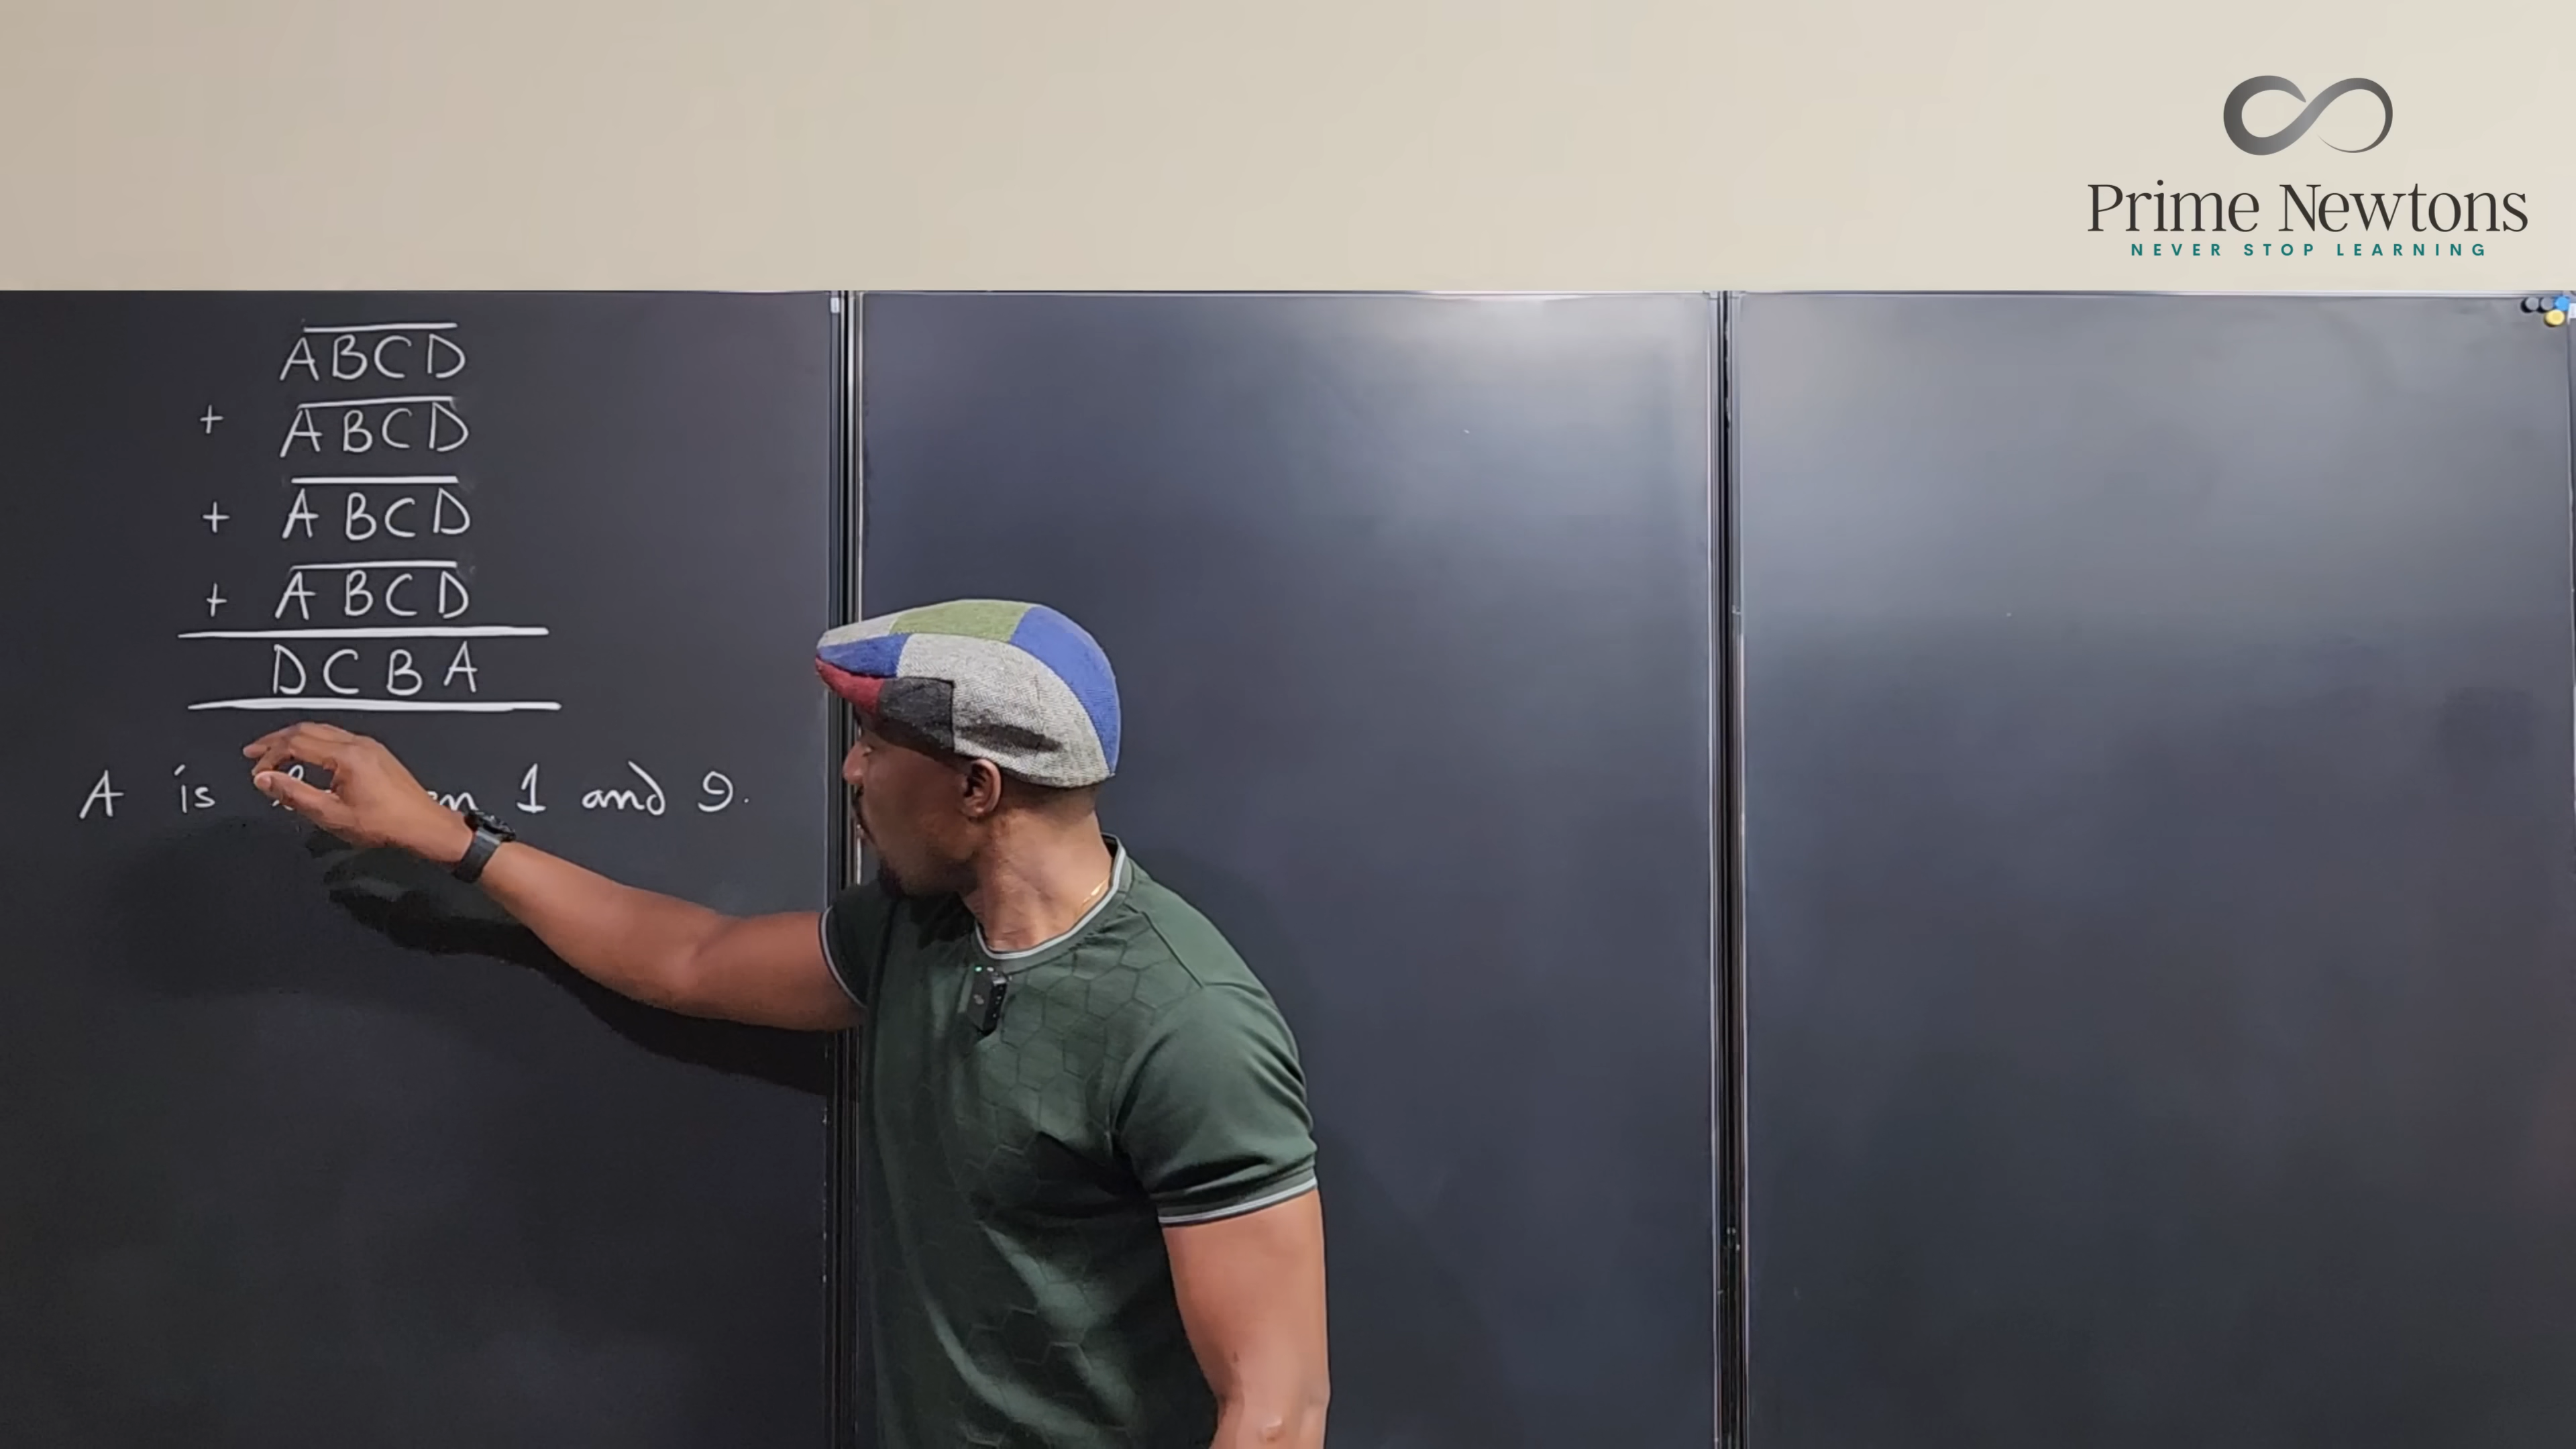 Prime Newtons
NEVER STOP LEARNING
ABCD
+ ABCD
+ ABCD
+ ABCD
DCBA
A is 1 and 9.